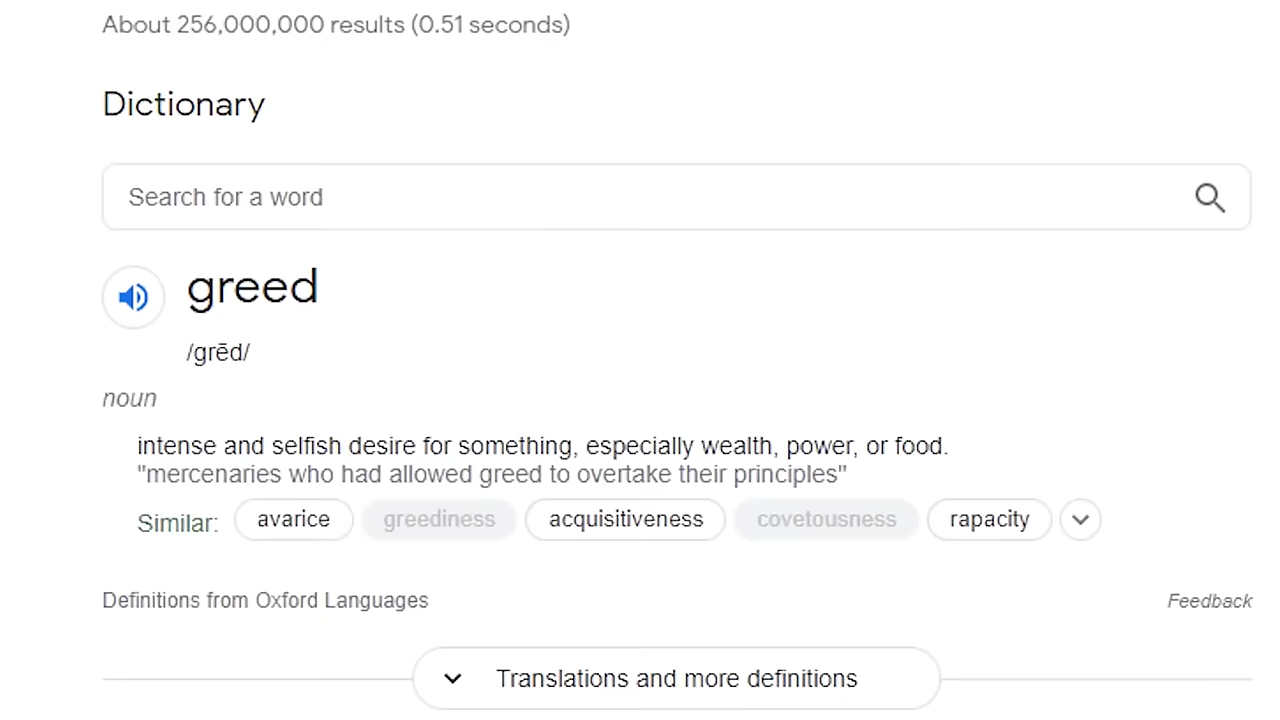 About 256,000,000 results (0.51 seconds)
Dictionary
Search for a word
greed
/ɡrēd/
noun
intense and selfish desire for something, especially wealth, power, or food.
"mercenaries who had allowed greed to overtake their principles"
Similar: avarice greediness acquisitiveness covetousness rapacity
Definitions from Oxford Languages Feedback
Translations and more definitions